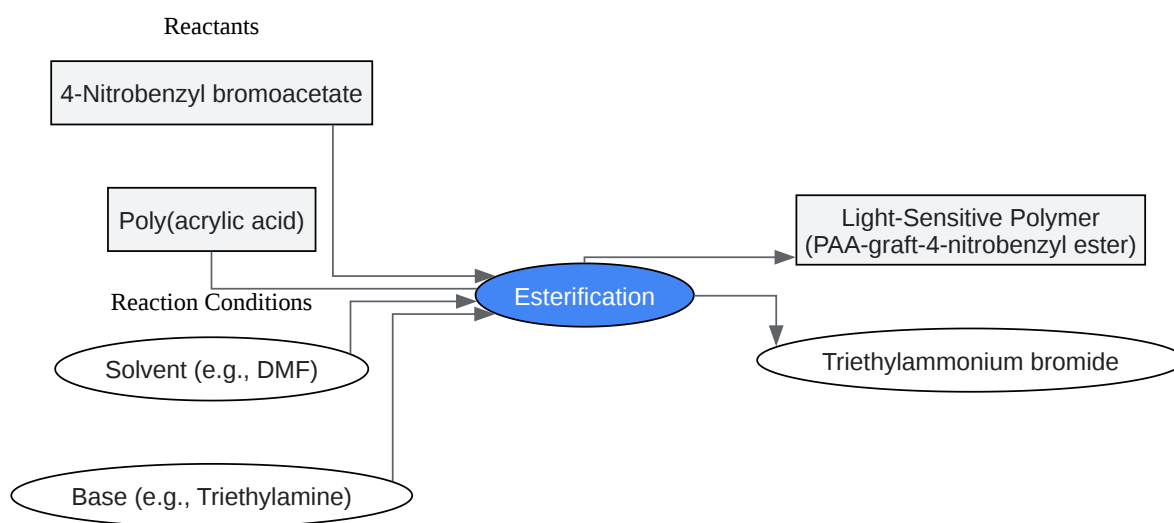 Reactants
4-Nitrobenzyl bromoacetate
Poly(acrylic acid)
Reaction Conditions
Solvent (e.g., DMF)
Base (e.g., Triethylamine)
Esterification
Light-Sensitive Polymer
(PAA-graft-4-nitrobenzyl ester)
Triethylammonium bromide